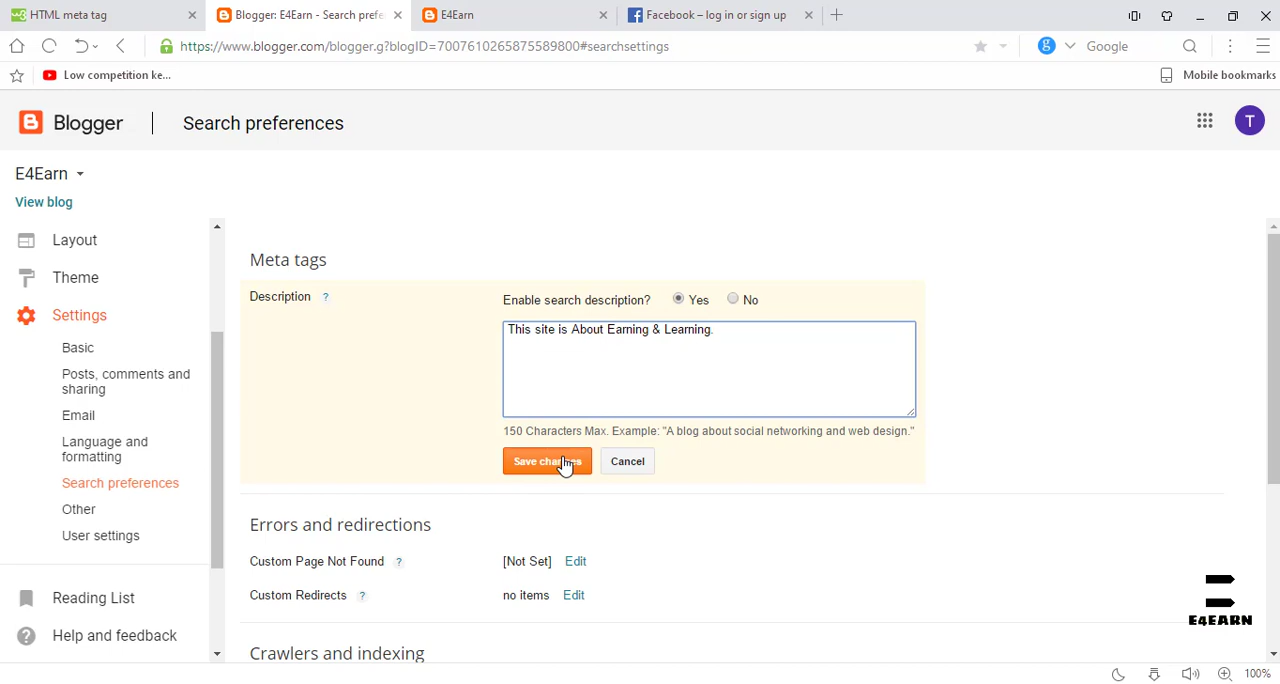 HTML meta tag
Blogger: E4Earn - Search prefe
E4Earn
Facebook – log in or sign up
https://www.blogger.com/blogger.g?blogID=7007610265875589800#searchsettings
Google
Low competition ke...
Mobile bookmarks
Blogger
Search preferences
T
E4Earn
View blog
Layout
Theme
Settings
Basic
Posts, comments and
sharing
Email
Language and
formatting
Search preferences
Other
User settings
Reading List
Help and feedback
Meta tags
Description ?
Enable search description? Yes No
This site is About Earning & Learning.
150 Characters Max. Example: "A blog about social networking and web design."
Save changes
Cancel
Errors and redirections
Custom Page Not Found ? [Not Set] Edit
Custom Redirects ? no items Edit
Crawlers and indexing
E4EARN
100%